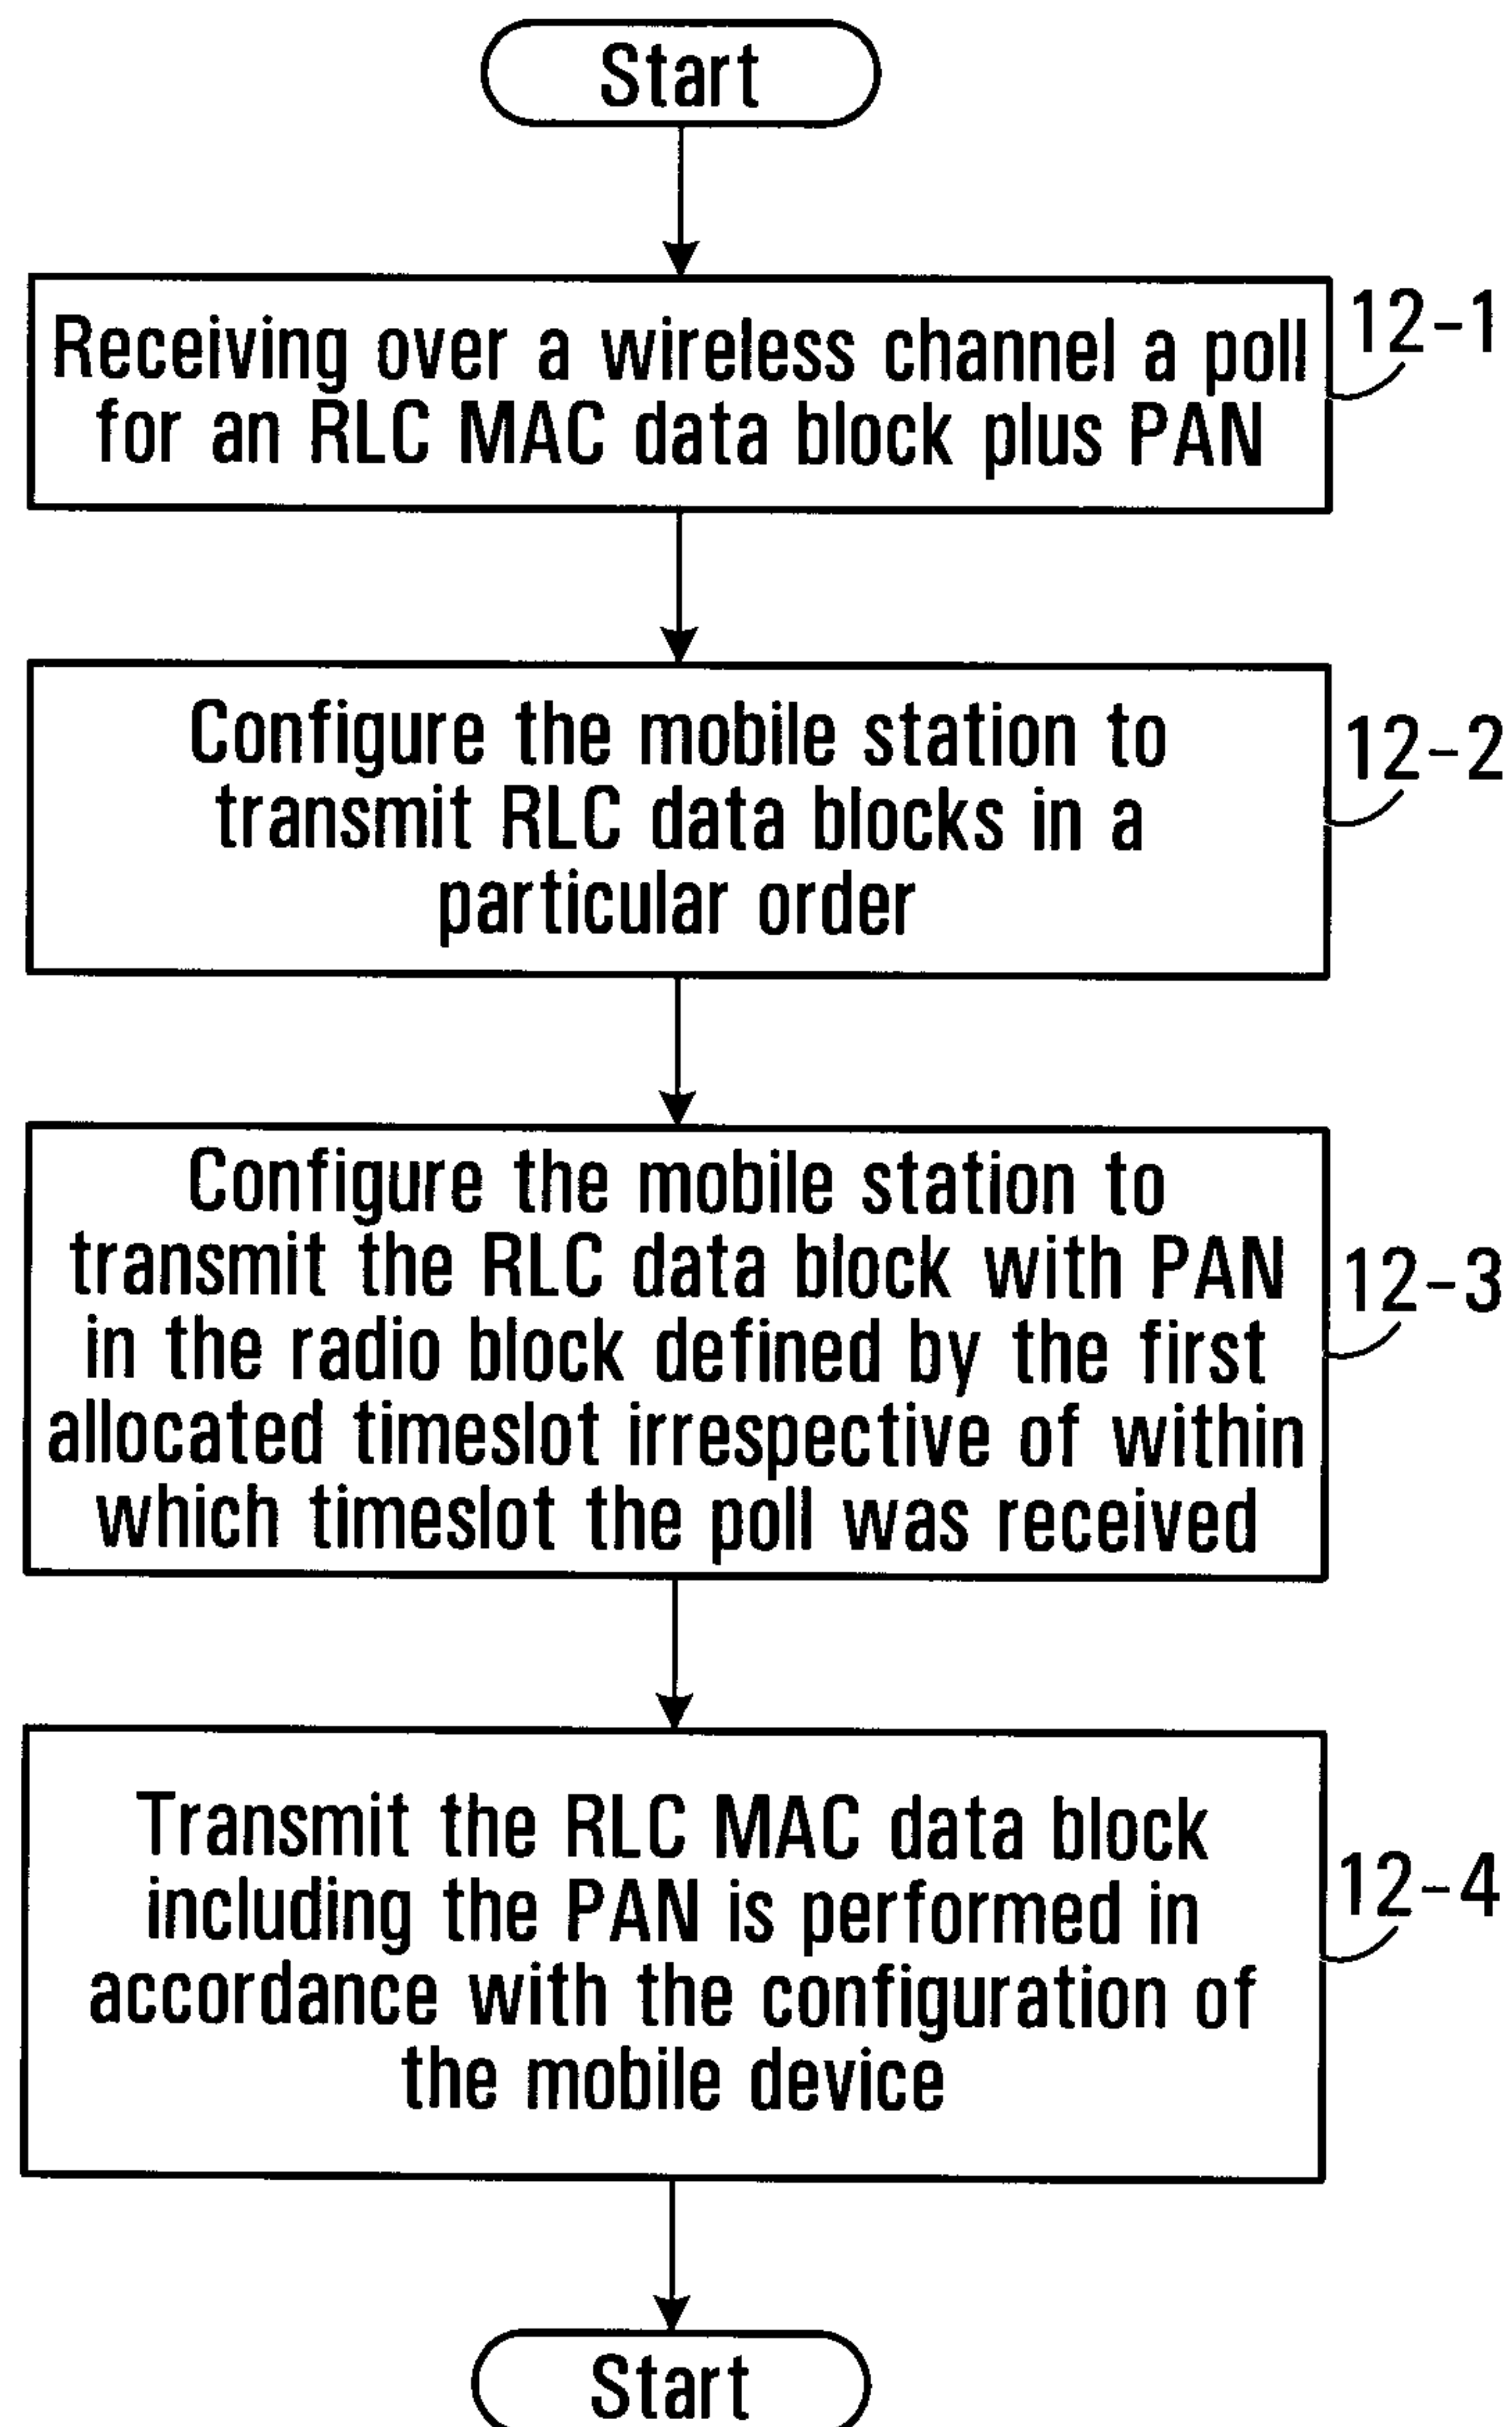 Start
Receiving over a wireless channel a poll
for an RLC MAC data block plus PAN
12-1
Configure the mobile station to
transmit RLC data blocks in a
particular order
12-2
Configure the mobile station to
transmit the RLC data block with PAN
in the radio block defined by the first
allocated timeslot irrespective of within
which timeslot the poll was received
12-3
Transmit the RLC MAC data block
including the PAN is performed in
accordance with the configuration of
the mobile device
12-4
Start